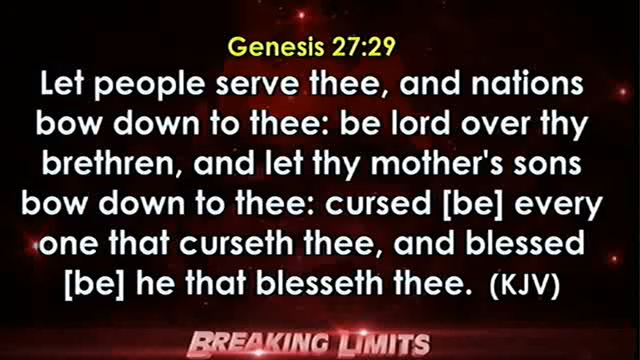 Genesis 27:29
Let people serve thee, and nations
bow down to thee: be lord over thy
brethren, and let thy mother's sons
bow down to thee: cursed [be] every
one that curseth thee, and blessed
[be] he that blesseth thee. (KJV)
BREAKING LIMITS